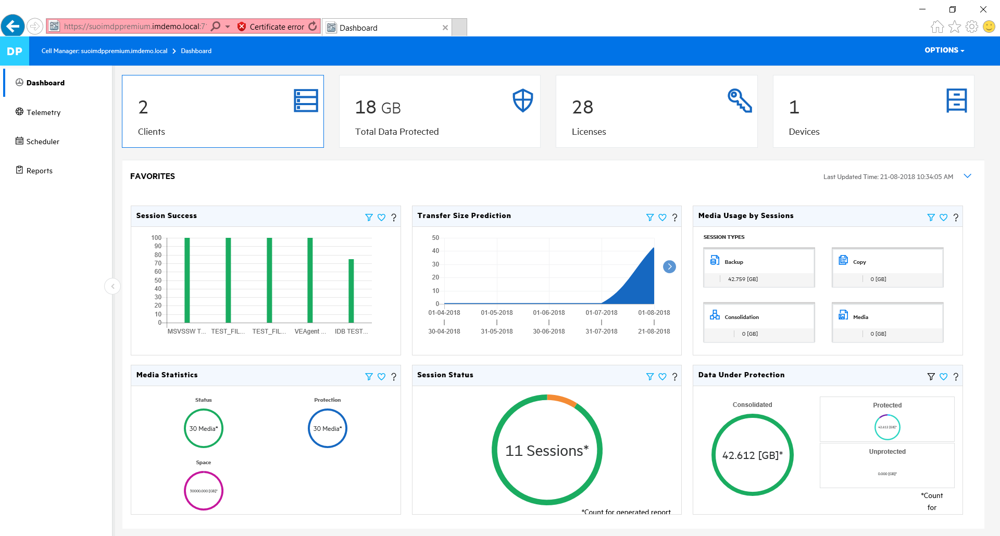 https://suoimdppremium.imdemo.local:7
Certificate error
Dashboard
DP
Cell Manager: suoimdppremium.imdemo.local
Dashboard
OPTIONS
Dashboard
Telemetry
Scheduler
Reports
2
Clients
18 GB
Total Data Protected
28
Licenses
1
Devices
FAVORITES
Last Updated Time: 21-08-2018 10:34:05 AM
Session Success
?
100
90
80
70
60
50
40
30
20
10
0
MSVSSW T...
TEST_FIL...
TEST_FIL...
VEAgent ...
IDB TEST...
Transfer Size Prediction
?
50
40
30
20
10
0
01-04-2018
01-05-2018
01-06-2018
01-07-2018
01-08-2018
30-04-2018
31-05-2018
30-06-2018
31-07-2018
21-08-2018
Media Usage by Sessions
?
SESSION TYPES
Backup
42.759 [GB]
Copy
0 [GB]
Consolidation
0 [GB]
Media
0 [GB]
Media Statistics
?
Status
30 Media*
Protection
30 Media*
Space
30000.000 [GB]*
Session Status
?
11 Sessions*
*Count for generated report
Data Under Protection
?
Consolidated
42.612 [GB]*
Protected
42.612 [GB]*
Unprotected
0.000 [GB]*
*Count
for